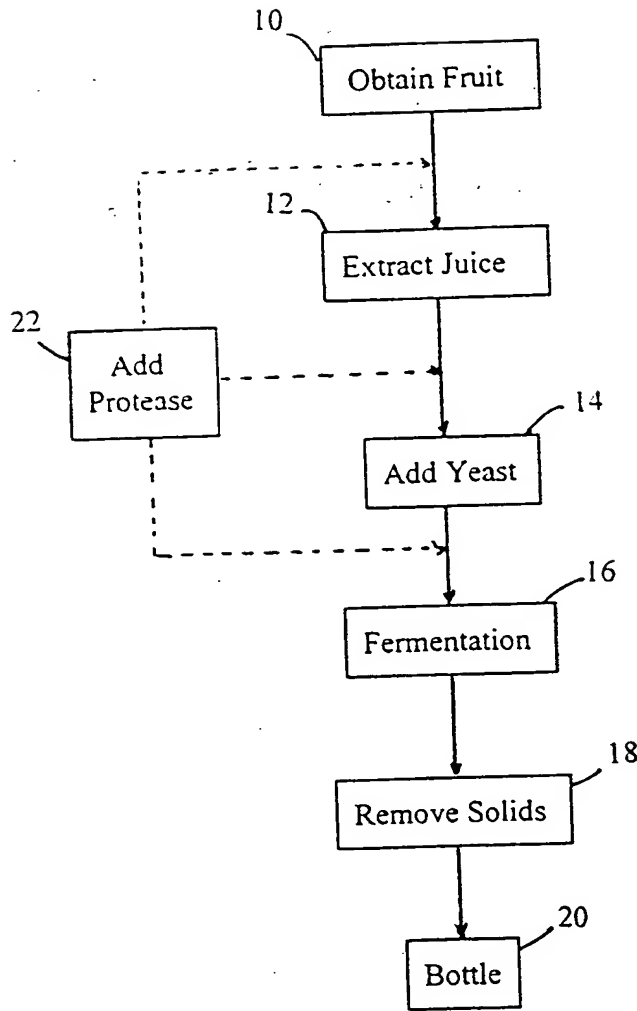 10
Obtain Fruit
12
Extract Juice
22
Add
Protease
14
Add Yeast
16
Fermentation
18
Remove Solids
20
Bottle